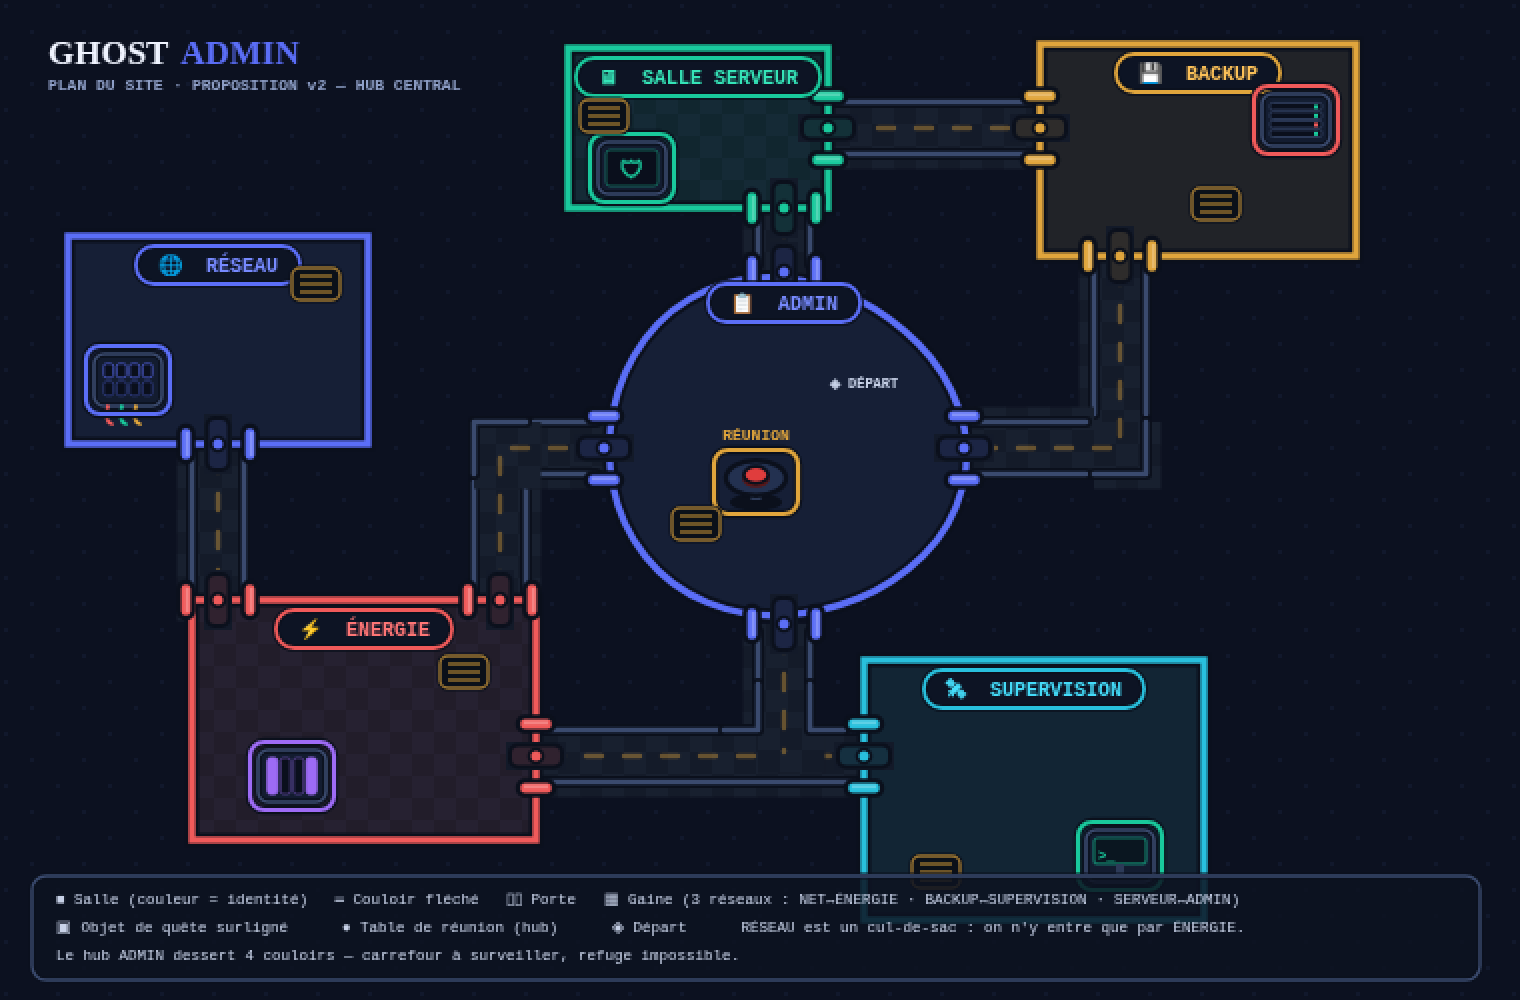 GHOST ADMIN
PLAN DU SITE · PROPOSITION v2 — HUB CENTRAL
SALLE SERVEUR
BACKUP
RÉSEAU
ADMIN
◈ DÉPART
RÉUNION
ÉNERGIE
SUPERVISION
>_
▪ Salle (couleur = identité) ═ Couloir fléché ▯▯ Porte ▦ Gaine (3 réseaux : NET↔ÉNERGIE · BACKUP↔SUPERVISION · SERVEUR↔ADMIN)
▣ Objet de quête surligné ● Table de réunion (hub) ◈ Départ RÉSEAU est un cul-de-sac : on n'y entre que par ÉNERGIE.
Le hub ADMIN dessert 4 couloirs — carrefour à surveiller, refuge impossible.